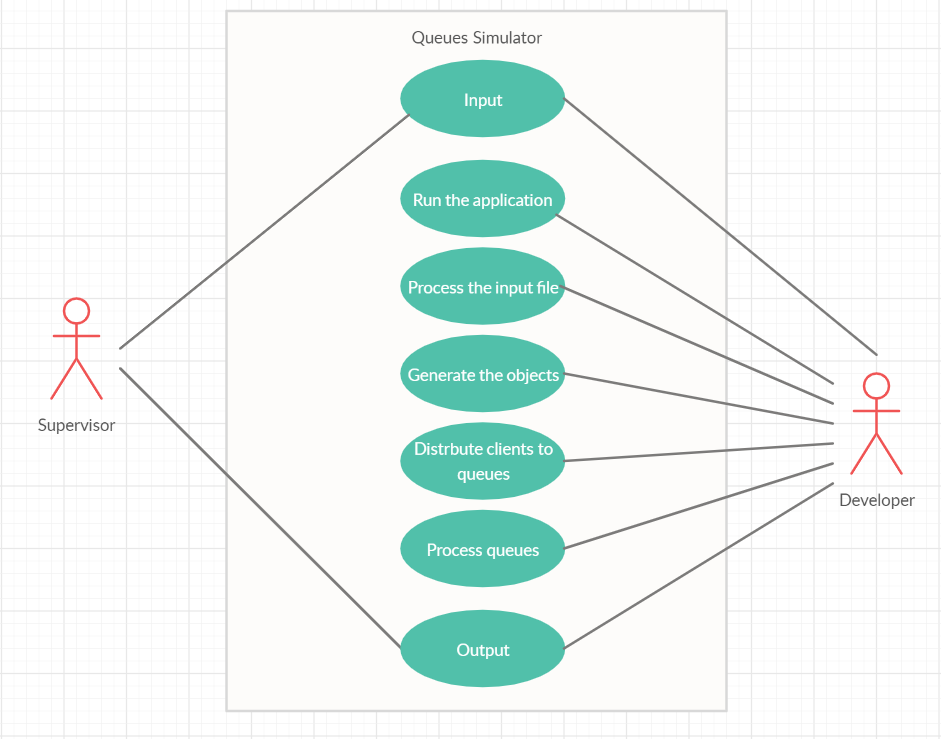 Queues Simulator
Input
Run the application
Process the input file
Generate the objects
Distrbute clients to
queues
Process queues
Output
Supervisor
Developer